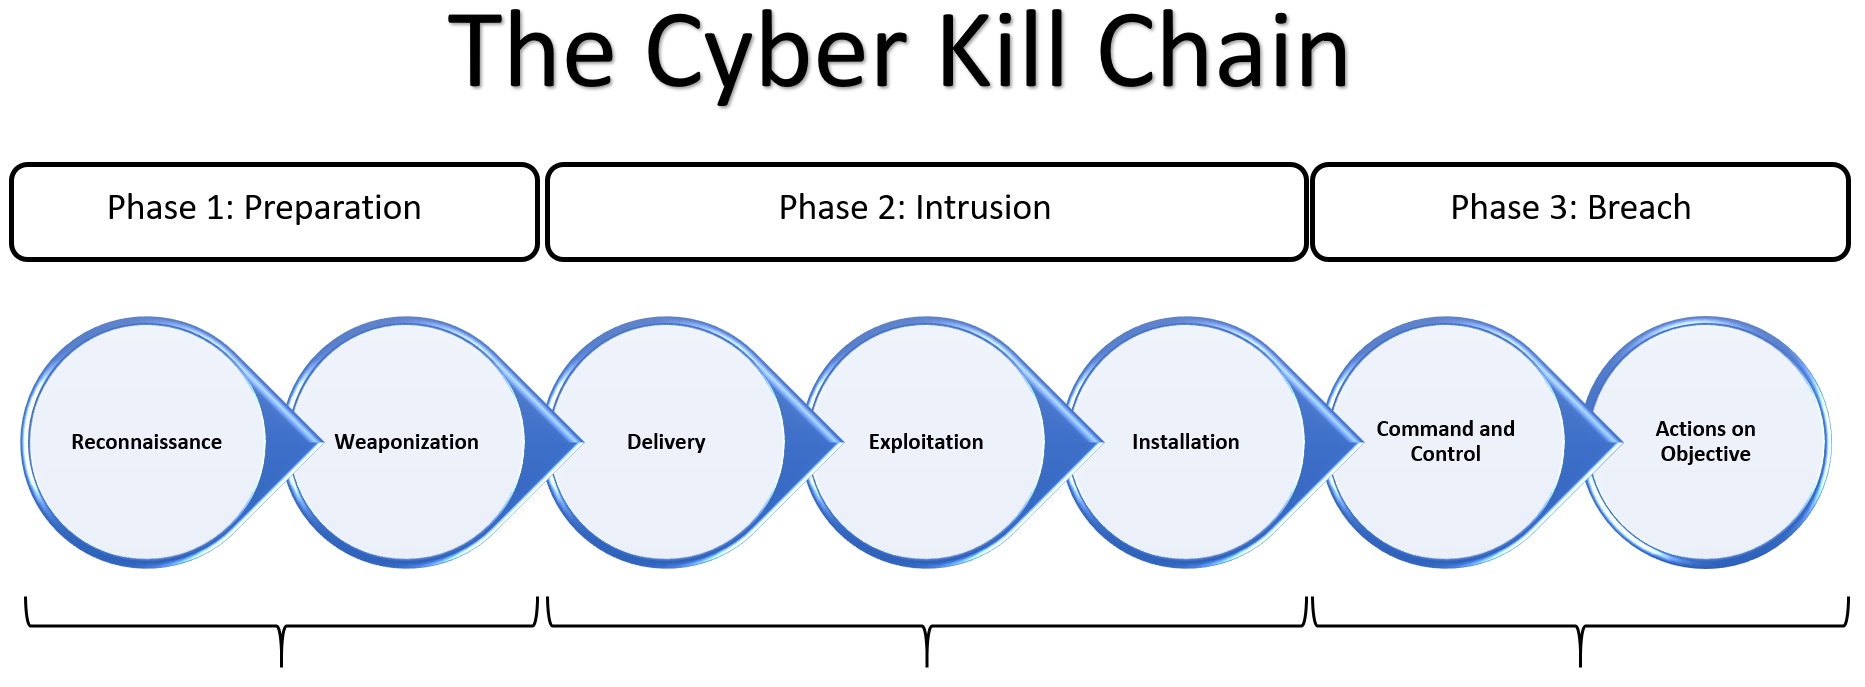 The Cyber Kill Chain
Phase 1: Preparation
Phase 2: Intrusion
Phase 3: Breach
Reconnaissance
Weaponization
Delivery
Exploitation
Installation
Command and
Control
Actions on
Objective